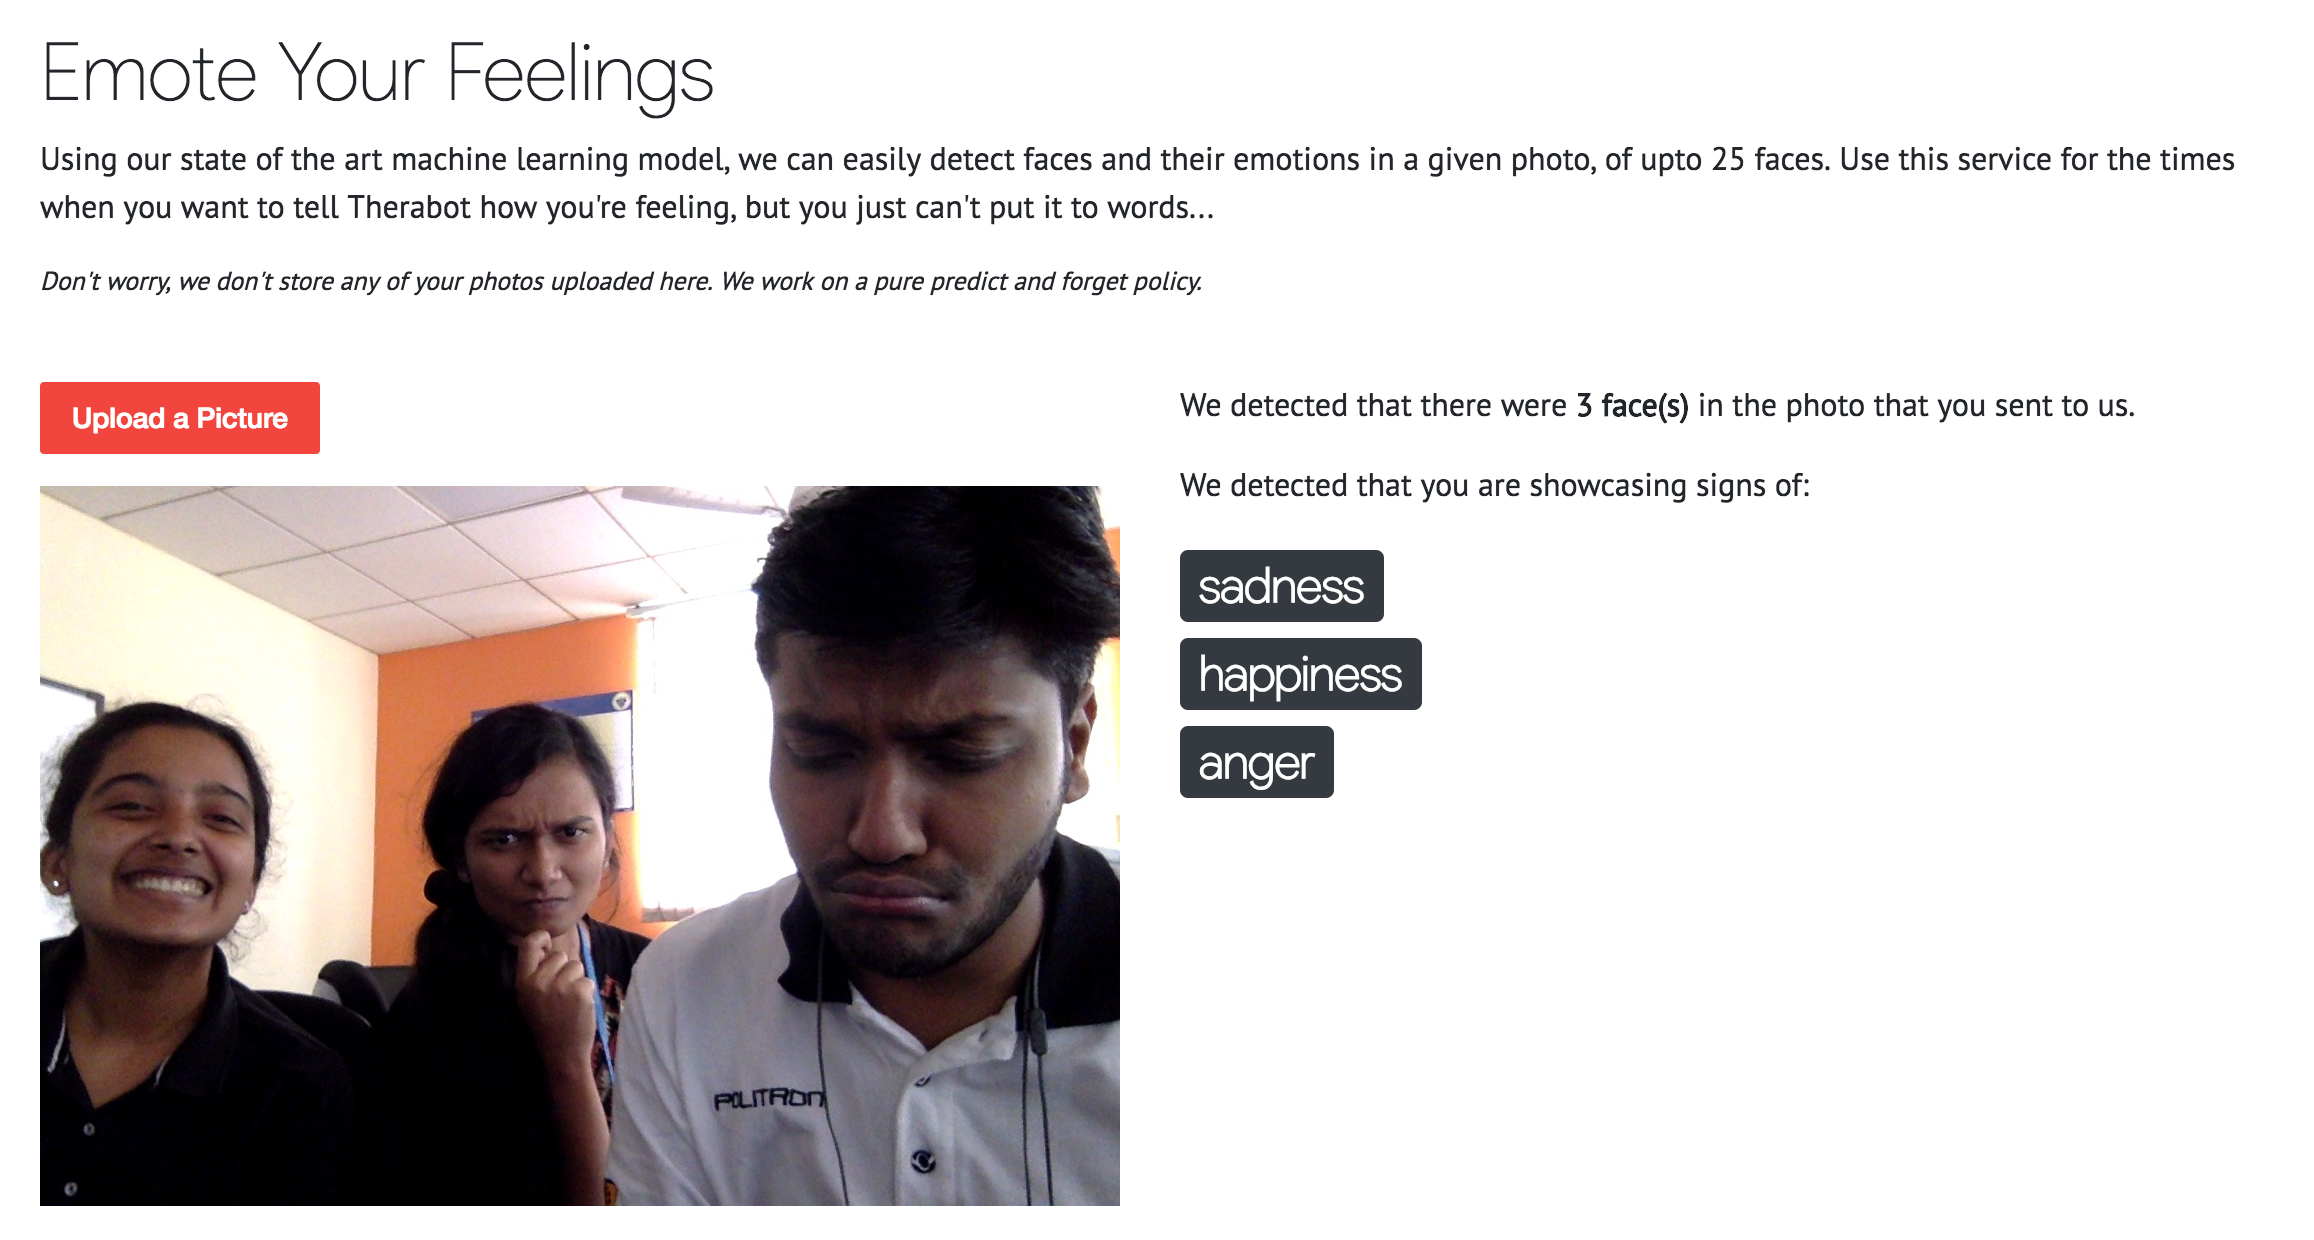 Emote Your Feelings
Using our state of the art machine learning model, we can easily detect faces and their emotions in a given photo, of upto 25 faces. Use this service for the times
when you want to tell Therabot how you're feeling, but you just can't put it to words...
Don't worry, we don't store any of your photos uploaded here. We work on a pure predict and forget policy.
Upload a Picture
POLITRON
We detected that there were 3 face(s) in the photo that you sent to us.
We detected that you are showcasing signs of:
sadness
happiness
anger